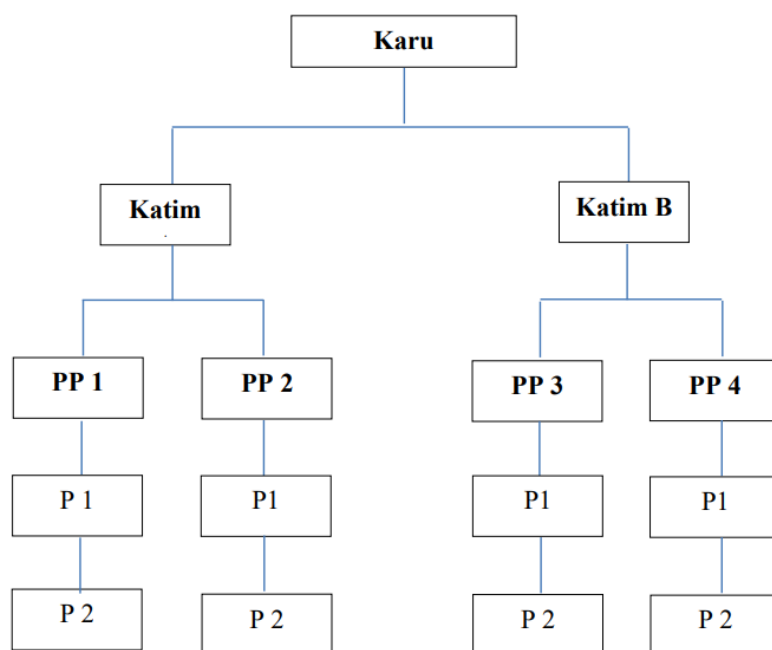 Karu
Katim
Katim B
.
PP 1
PP 2
PP 3
PP 4
P 1
P1
P1
P1
P 2
P 2
P 2
P 2